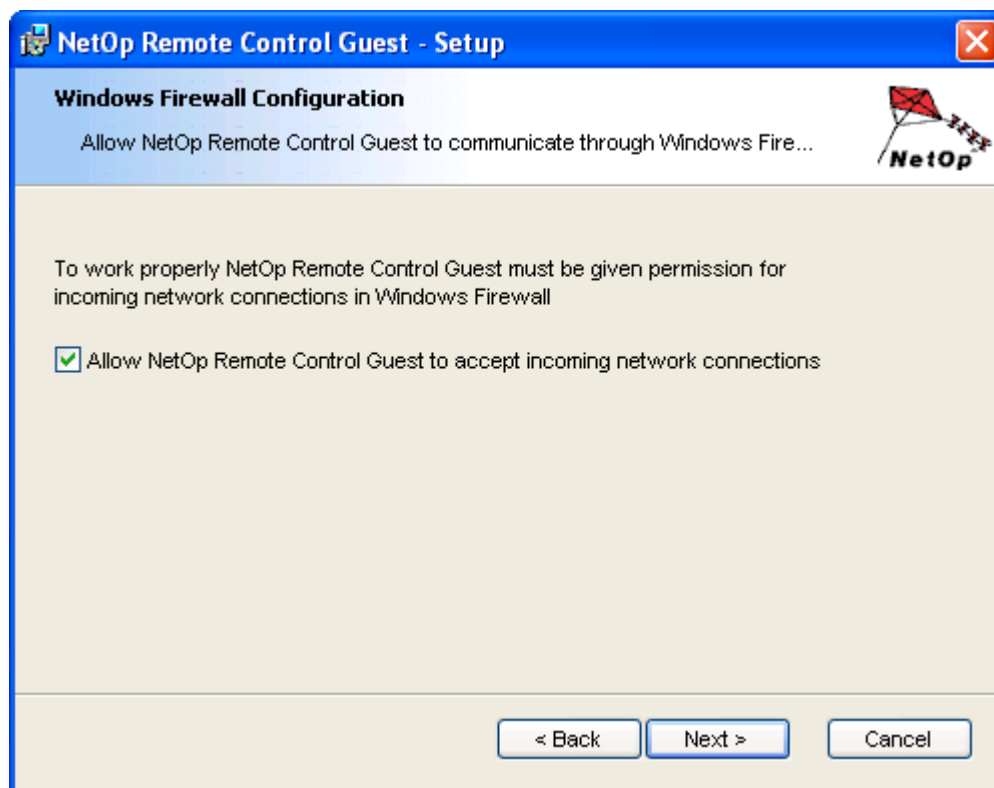 NetOp Remote Control Guest - Setup
Windows Firewall Configuration
Allow NetOp Remote Control Guest to communicate through Windows Fire...
NetOp
To work properly NetOp Remote Control Guest must be given permission for
incoming network connections in Windows Firewall
Allow NetOp Remote Control Guest to accept incoming network connections
< Back
Next >
Cancel